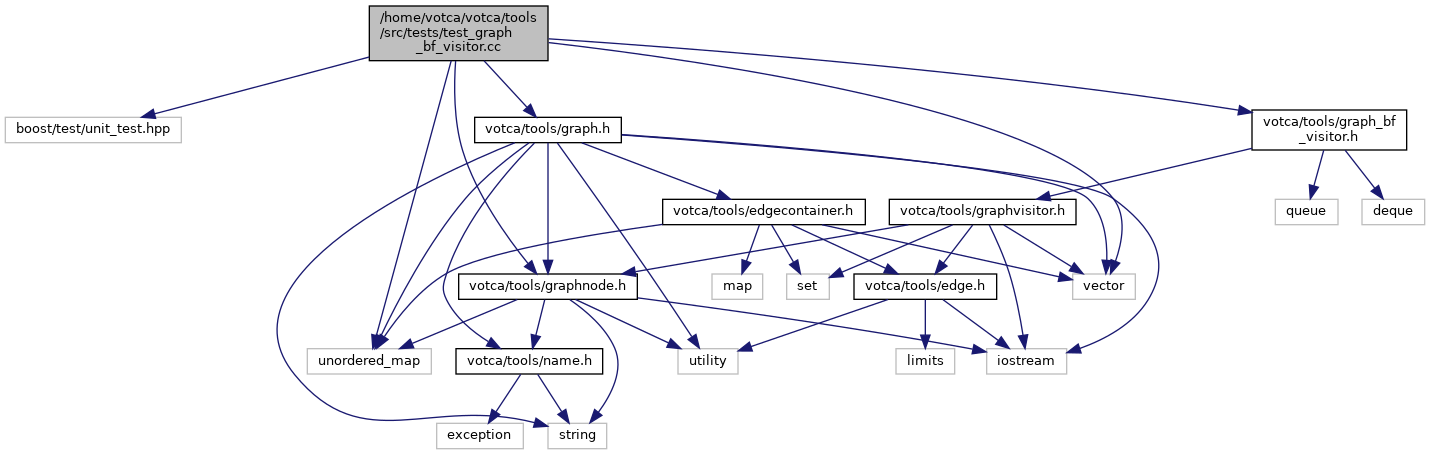 /home/votca/votca/tools
/src/tests/test_graph
_bf_visitor.cc
boost/test/unit_test.hpp
votca/tools/graph.h
votca/tools/graph_bf
_visitor.h
votca/tools/edgecontainer.h
votca/tools/graphvisitor.h
queue
deque
votca/tools/graphnode.h
map
set
votca/tools/edge.h
vector
unordered_map
votca/tools/name.h
utility
limits
iostream
exception
string